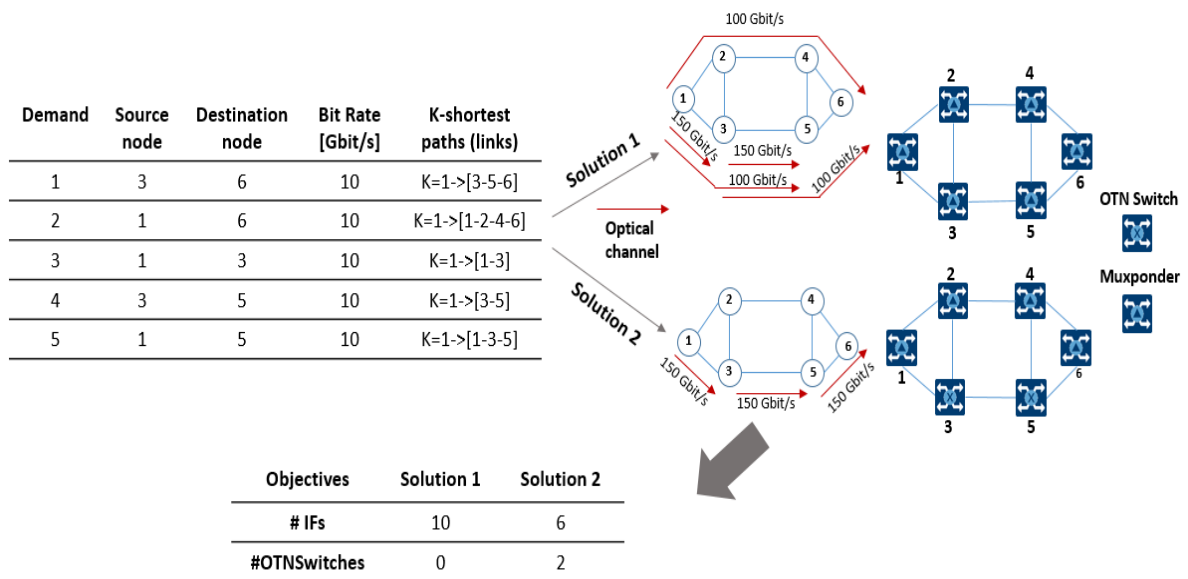 Demand Source node Destination node Bit Rate [Gbit/s] K-shortest paths (links)
1 3 6 10 K=1->[3-5-6]
2 1 6 10 K=1->[1-2-4-6]
3 1 3 10 K=1->[1-3]
4 3 5 10 K=1->[3-5]
5 1 5 10 K=1->[1-3-5]
Solution 1
Optical channel
Solution 2
100 Gbit/s
2
4
1
6
3
5
150 Gbit/s
150 Gbit/s
100 Gbit/s
100 Gbit/s
2
4
1
6
3
5
OTN Switch
Muxponder
2
4
1
6
3
5
150 Gbit/s
150 Gbit/s
150 Gbit/s
2
4
1
6
3
5
Objectives Solution 1 Solution 2
# IFs 10 6
#OTNSwitches 0 2